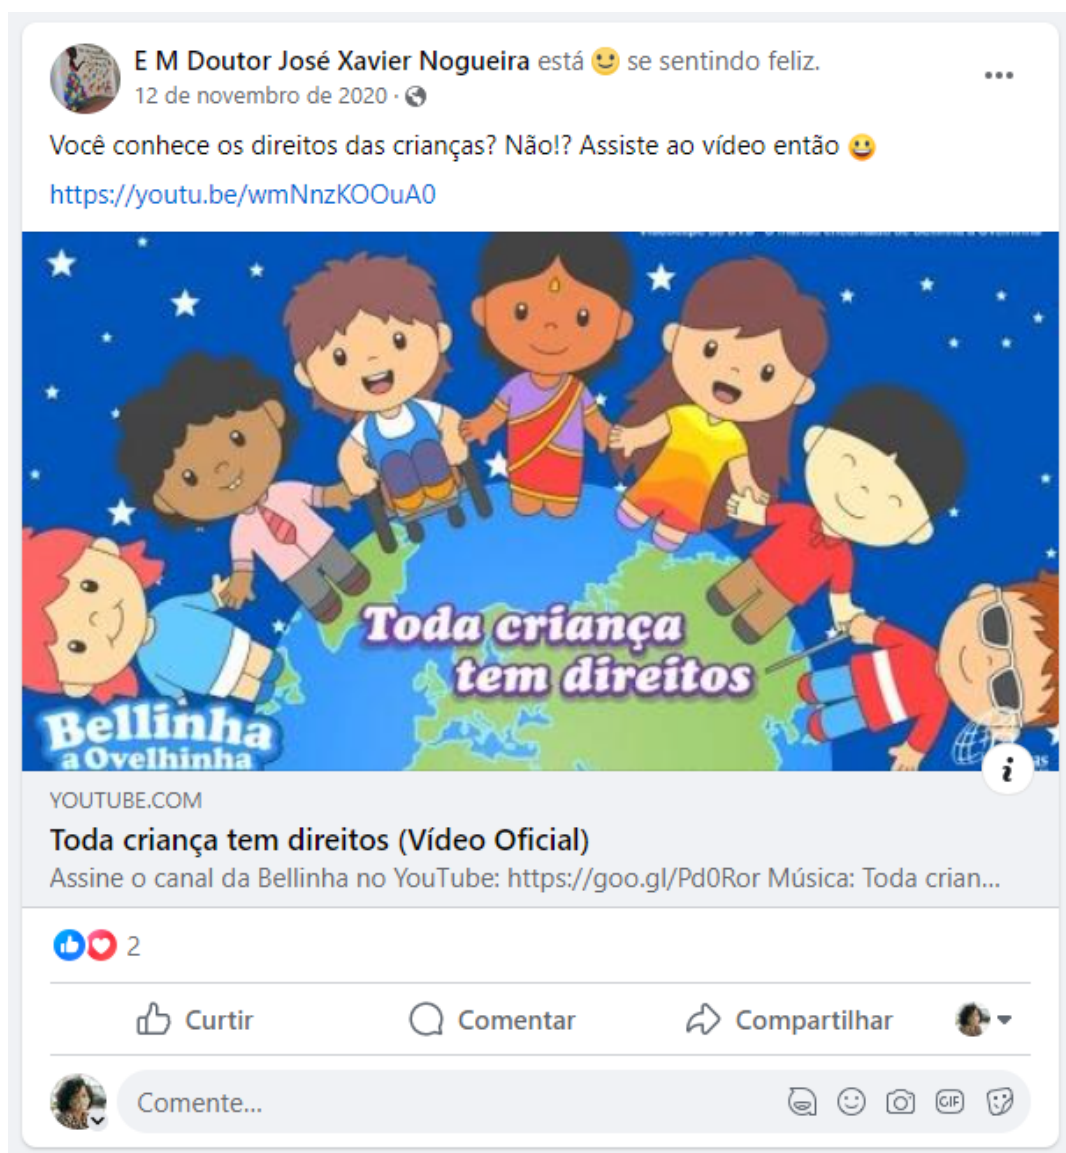 E M Doutor José Xavier Nogueira está 🙂 se sentindo feliz.
12 de novembro de 2020 ·
Você conhece os direitos das crianças? Não!? Assiste ao vídeo então 😀
https://youtu.be/wmNnzKOOuA0
Toda criança
tem direitos
Bellinha
a Ovelhinha
YOUTUBE.COM
Toda criança tem direitos (Vídeo Oficial)
Assine o canal da Bellinha no YouTube: https://goo.gl/Pd0Ror Música: Toda crian...
2
Curtir Comentar Compartilhar
Comente...
GIF